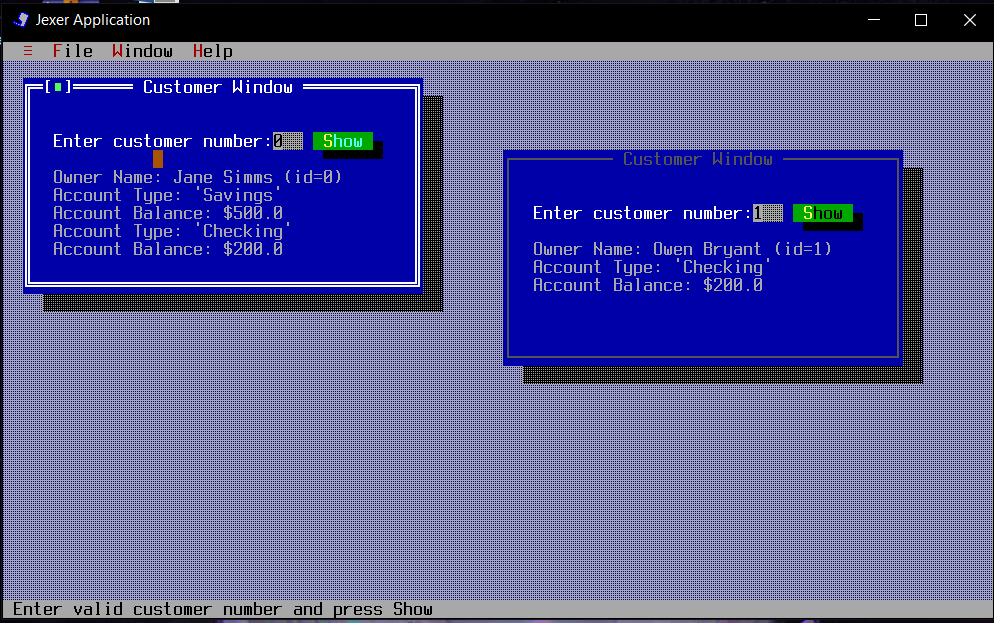 Jexer Application
≡ File Window Help
[■] Customer Window
Enter customer number:0 Show
Owner Name: Jane Simms (id=0)
Account Type: 'Savings'
Account Balance: $500.0
Account Type: 'Checking'
Account Balance: $200.0
Customer Window
Enter customer number:1 Show
Owner Name: Owen Bryant (id=1)
Account Type: 'Checking'
Account Balance: $200.0
Enter valid customer number and press Show